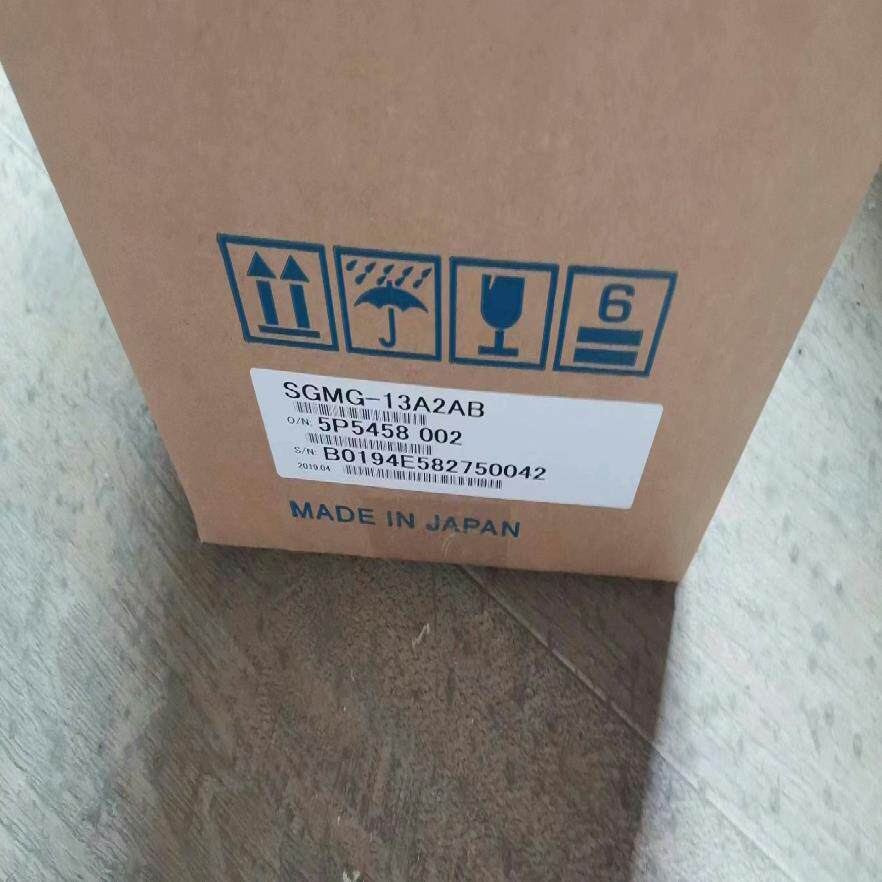 6
SGMG-13A2AB
O/N: 5P5458 002
S/N: B0194E582750042
2019.04
MADE IN JAPAN